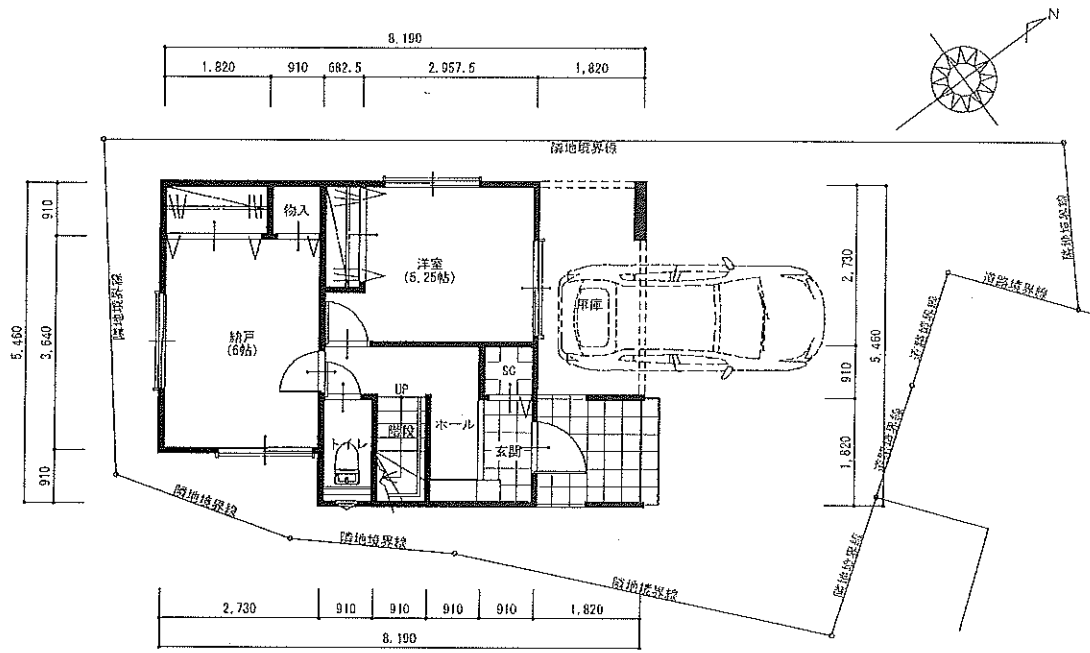 N
8,190
1,820
910
682.5
2,957.5
1,820
隣地境界線
5,460
910
3,640
910
物入
洋室
(5.25帖)
納戸
(6帖)
車庫
隣地境界線
隣地境界線
道路境界線
道路境界線
道路境界線
2,730
910
1,820
5,460
SC
UP
ホール
トイレ
階段
玄関
隣地境界線
隣地境界線
隣地境界線
隣地境界線
2,730
910
910
910
910
1,820
8,190